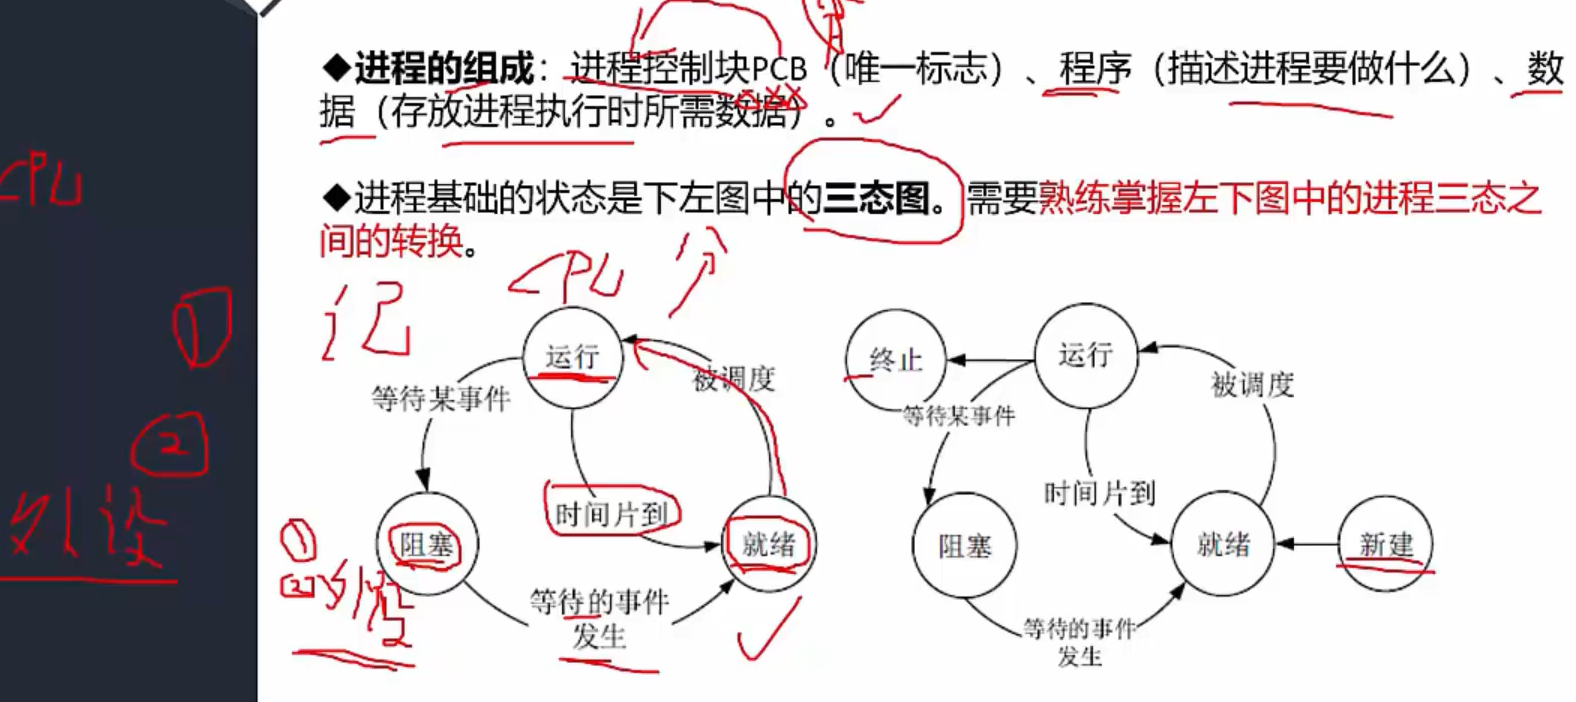 ◆进程的组成：进程控制块PCB（唯一标志）、程序（描述进程要做什么）、数
据（存放进程执行时所需数据）。
CPU
◆进程基础的状态是下左图中的三态图。需要熟练掌握左下图中的进程三态之
间的转换。
记
CPU
①
运行
被调度
等待某事件
终止
运行
被调度
等待某事件
②
外设
时间片到
时间片到
阻塞
就绪
阻塞
就绪
新建
①
②外设
等待的事件
发生
等待的事件
发生